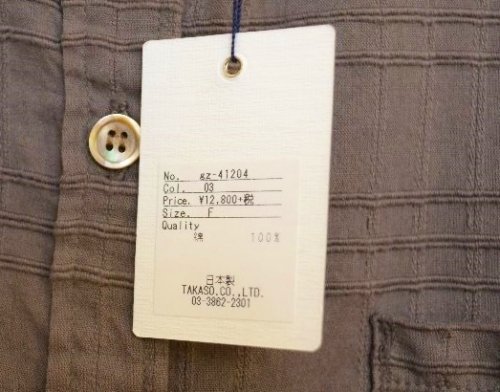 No. gz-41204
Col. 03
Price. ¥12,800+税
Size. F
Quality
綿 100%
日本製
TAKASO.CO.,LTD.
03-3862-2301